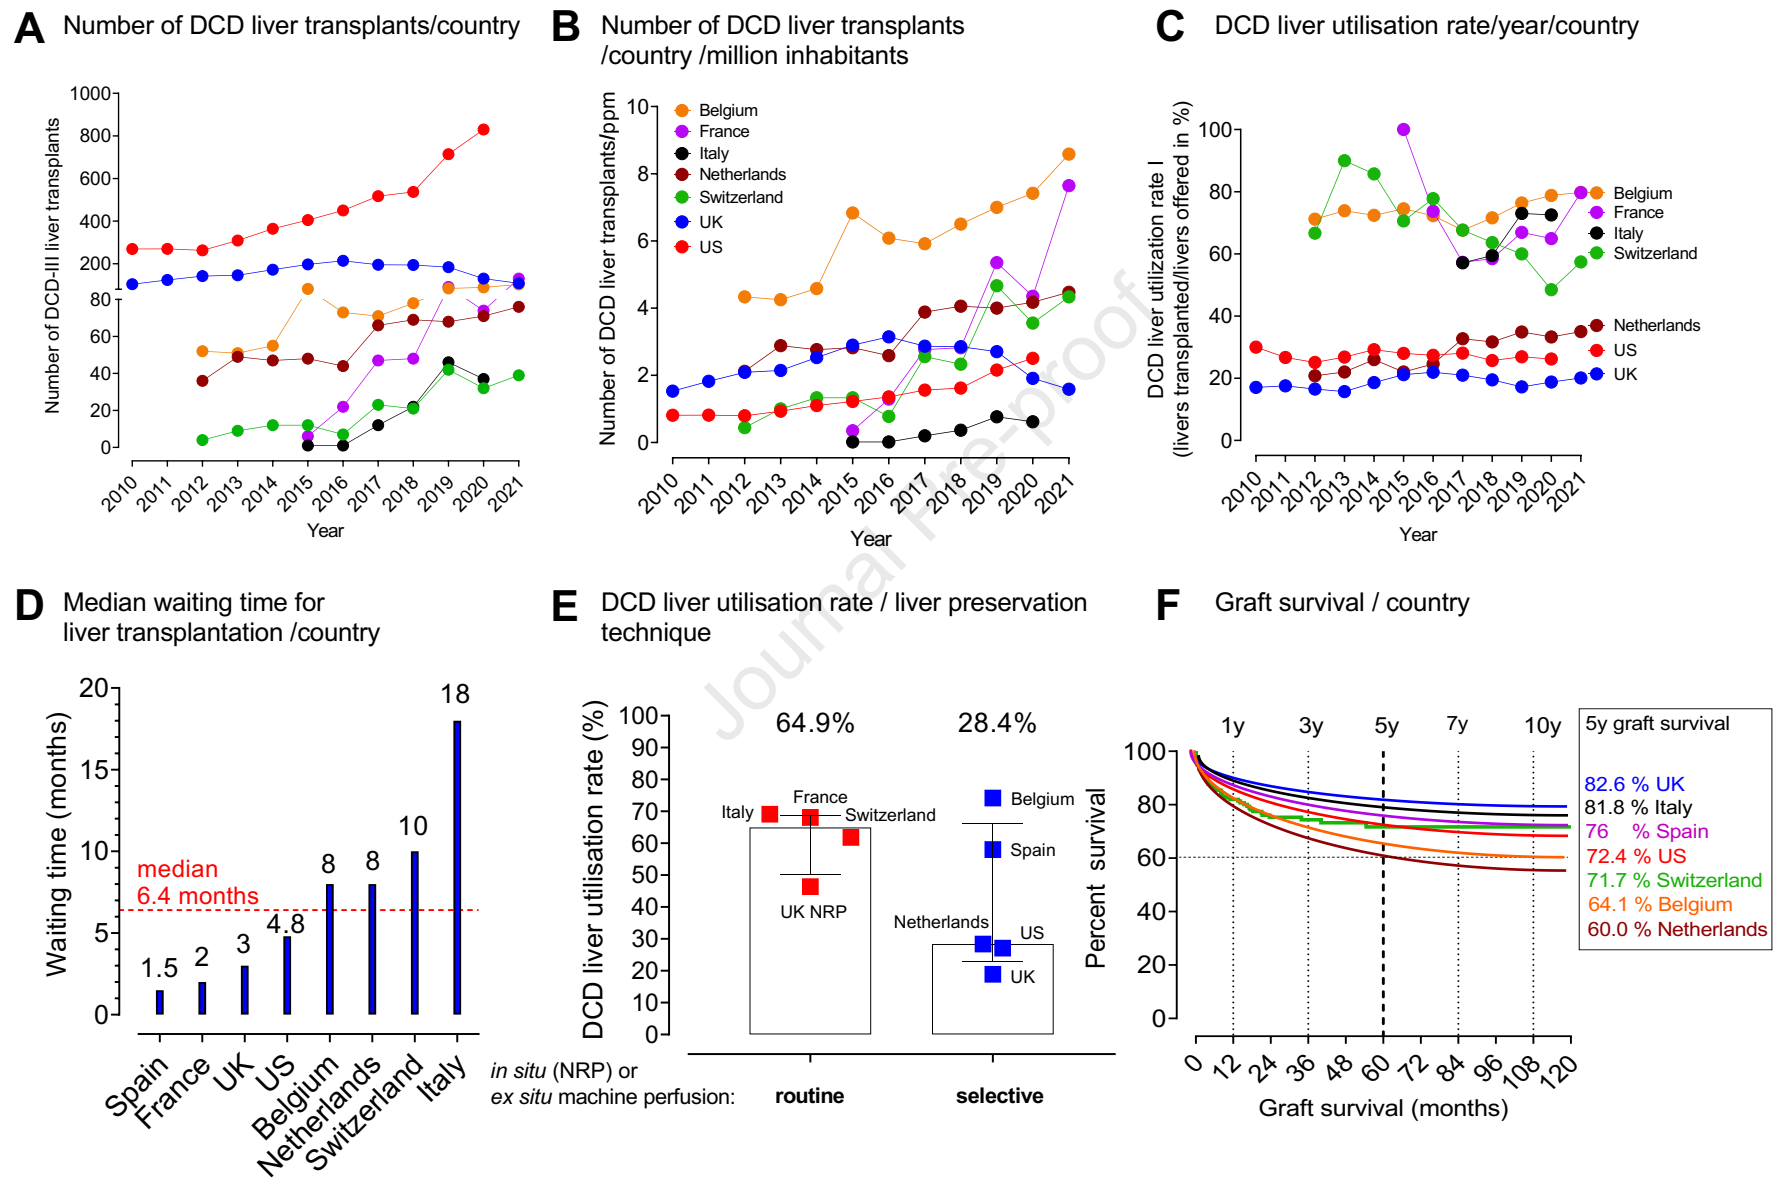 A Number of DCD liver transplants/country
Number of DCD-III liver transplants
1000
800
600
400
200
80
60
40
20
0
2010 2011 2012 2013 2014 2015 2016 2017 2018 2019 2020 2021
Year
B Number of DCD liver transplants
/country /million inhabitants
Number of DCD liver transplants/ppm
10
8
6
4
2
0
Belgium
France
Italy
Netherlands
Switzerland
UK
US
2010 2011 2012 2013 2014 2015 2016 2017 2018 2019 2020 2021
Year
C DCD liver utilisation rate/year/country
DCD liver utilization rate I
(livers transplanted/livers offered in %)
100
80
60
40
20
0
Belgium
France
Italy
Switzerland
Netherlands
US
UK
2010 2011 2012 2013 2014 2015 2016 2017 2018 2019 2020 2021
Year
Journal Pre-proof
D Median waiting time for
liver transplantation /country
Waiting time (months)
20
15
10
5
0
median
6.4 months
1.5 2 3 4.8 8 8 10 18
Spain France UK US Belgium Netherlands Switzerland Italy
E DCD liver utilisation rate / liver preservation
technique
DCD liver utilisation rate (%)
100
90
80
70
60
50
40
30
20
10
0
64.9% 28.4%
Italy
France
Switzerland
UK NRP
Belgium
Spain
Netherlands
US
UK
in situ (NRP) or
ex situ machine perfusion: routine selective
F Graft survival / country
Percent survival
100
80
60
40
20
0
1y 3y 5y 7y 10y
0 12 24 36 48 60 72 84 96 108 120
Graft survival (months)
5y graft survival
82.6 % UK
81.8 % Italy
76 % Spain
72.4 % US
71.7 % Switzerland
64.1 % Belgium
60.0 % Netherlands